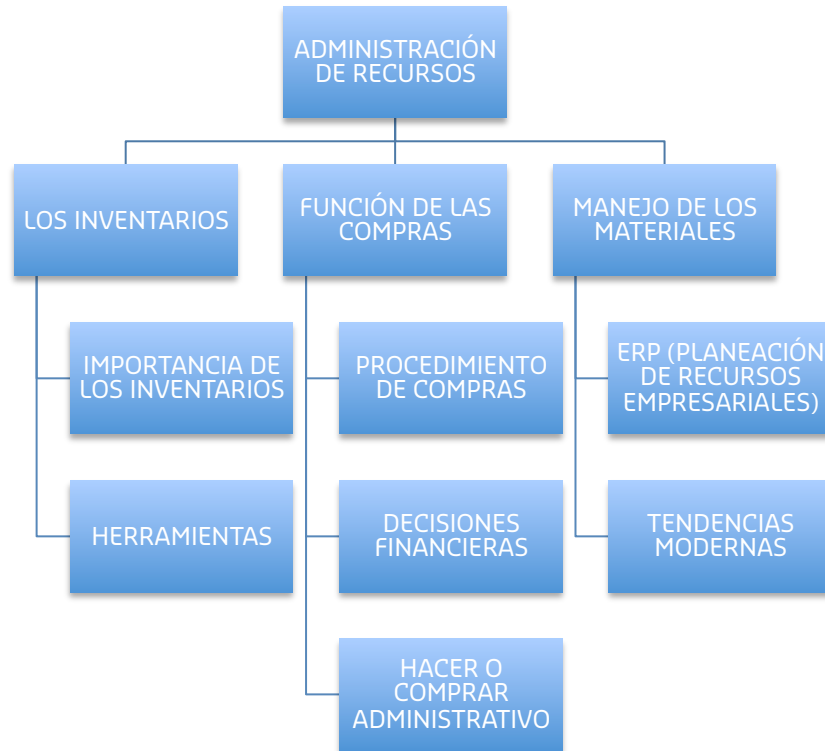 ADMINISTRACIÓN
DE RECURSOS
LOS INVENTARIOS
FUNCIÓN DE LAS
COMPRAS
MANEJO DE LOS
MATERIALES
IMPORTANCIA DE
LOS INVENTARIOS
PROCEDIMIENTO
DE COMPRAS
ERP (PLANEACIÓN
DE RECURSOS
EMPRESARIALES)
HERRAMIENTAS
DECISIONES
FINANCIERAS
TENDENCIAS
MODERNAS
HACER O
COMPRAR
ADMINISTRATIVO